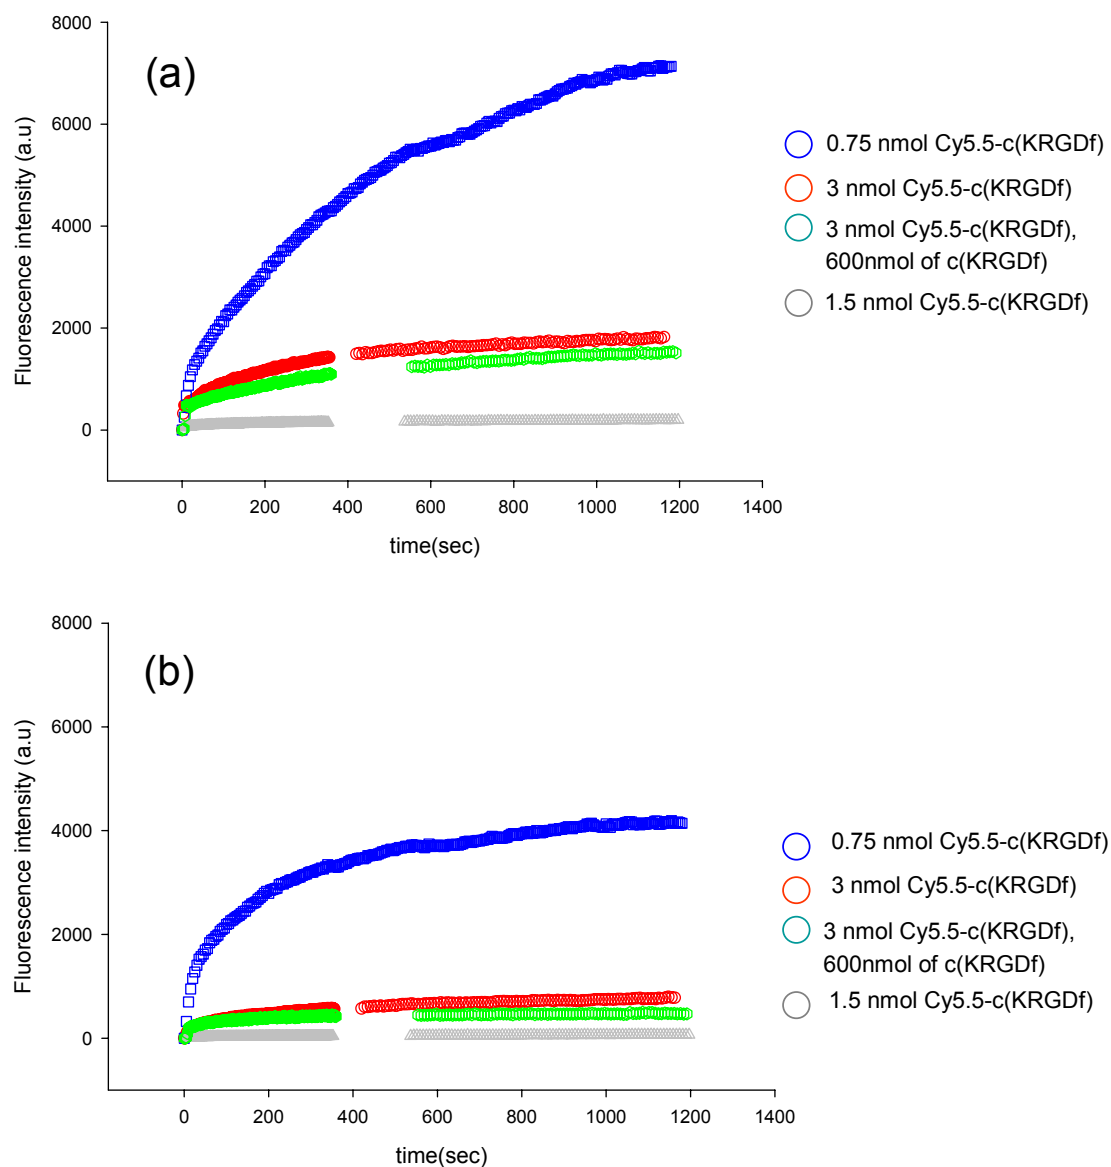 (a)
Fluorescence intensity (a.u)
8000
6000
4000
2000
0
0 200 400 600 800 1000 1200 1400
time(sec)
0.75 nmol Cy5.5-c(KRGDf)
3 nmol Cy5.5-c(KRGDf)
3 nmol Cy5.5-c(KRGDf),
600nmol of c(KRGDf)
1.5 nmol Cy5.5-c(KRGDf)
(b)
Fluorescence intensity (a.u)
8000
6000
4000
2000
0
0 200 400 600 800 1000 1200 1400
time(sec)
0.75 nmol Cy5.5-c(KRGDf)
3 nmol Cy5.5-c(KRGDf)
3 nmol Cy5.5-c(KRGDf),
600nmol of c(KRGDf)
1.5 nmol Cy5.5-c(KRGDf)